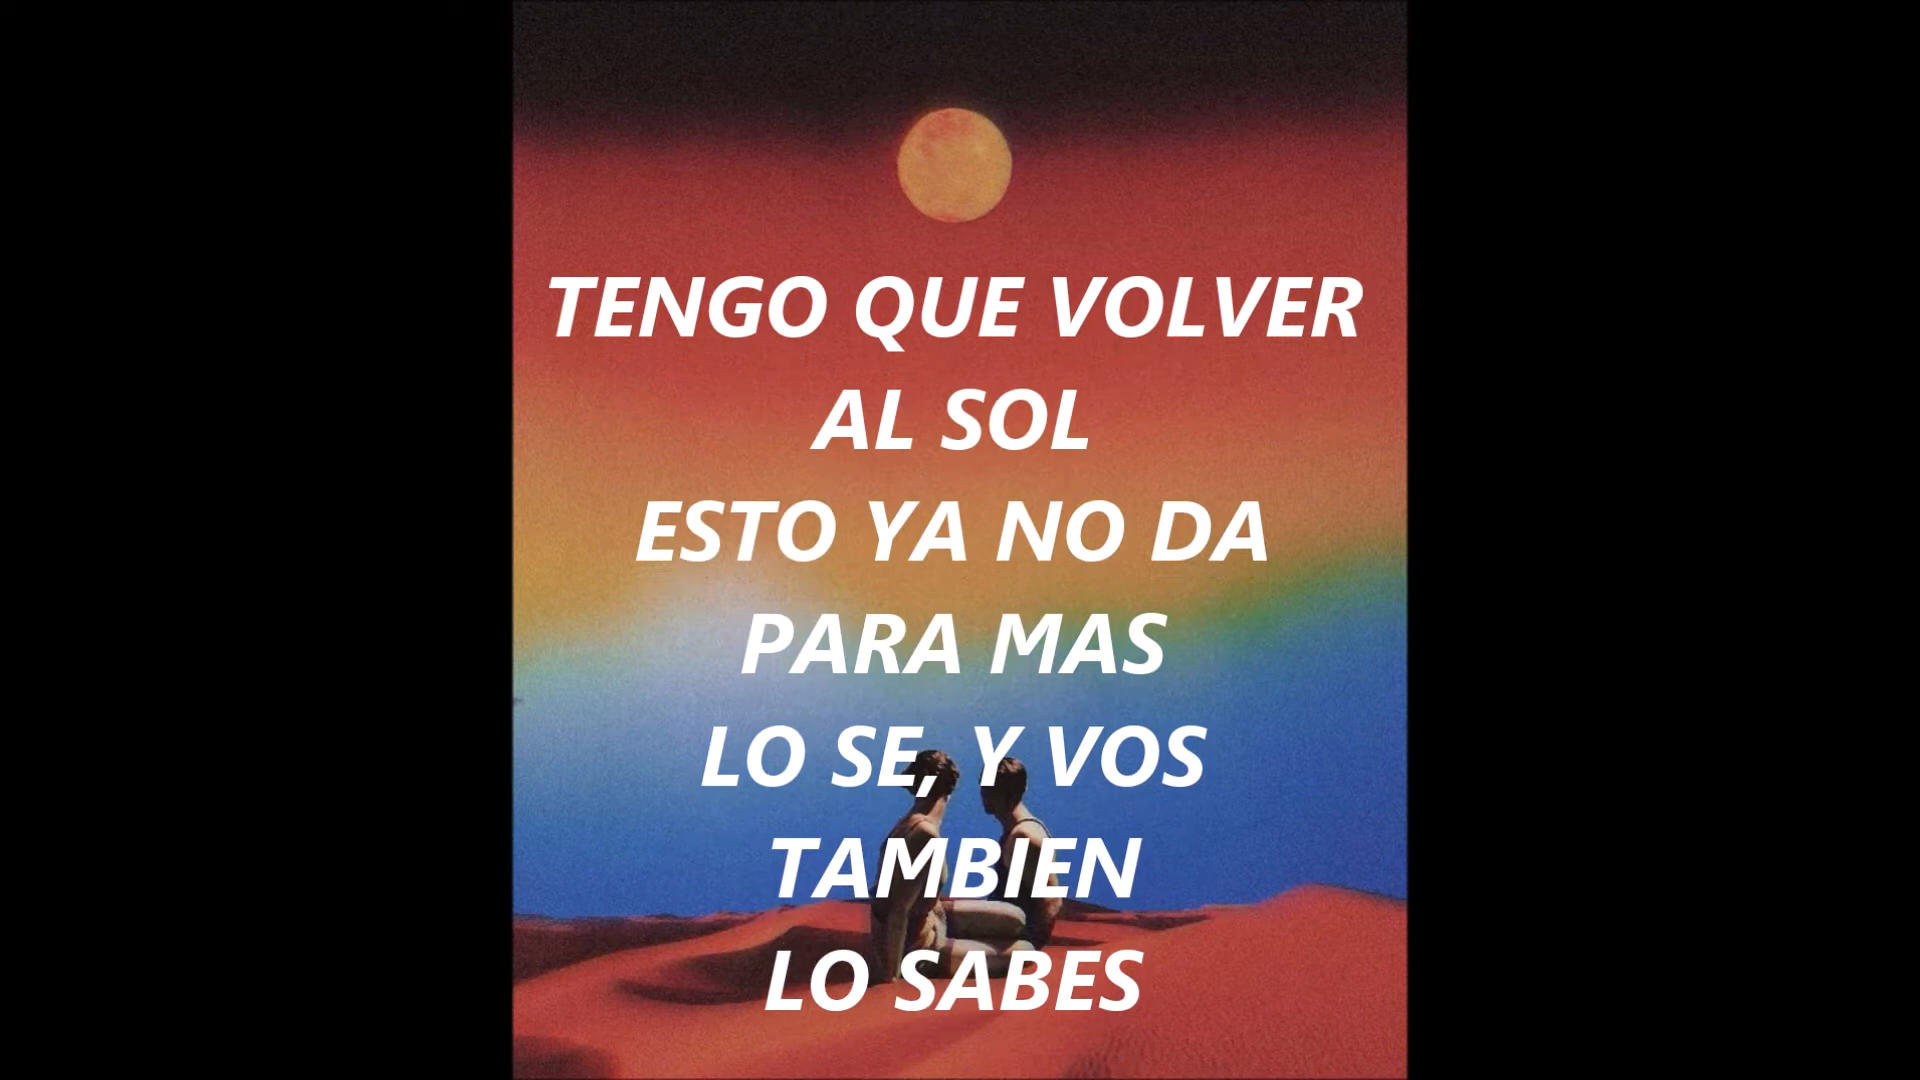 TENGO QUE VOLVER
AL SOL
ESTO YA NO DA
PARA MAS
LO SE, Y VOS
TAMBIEN
LO SABES